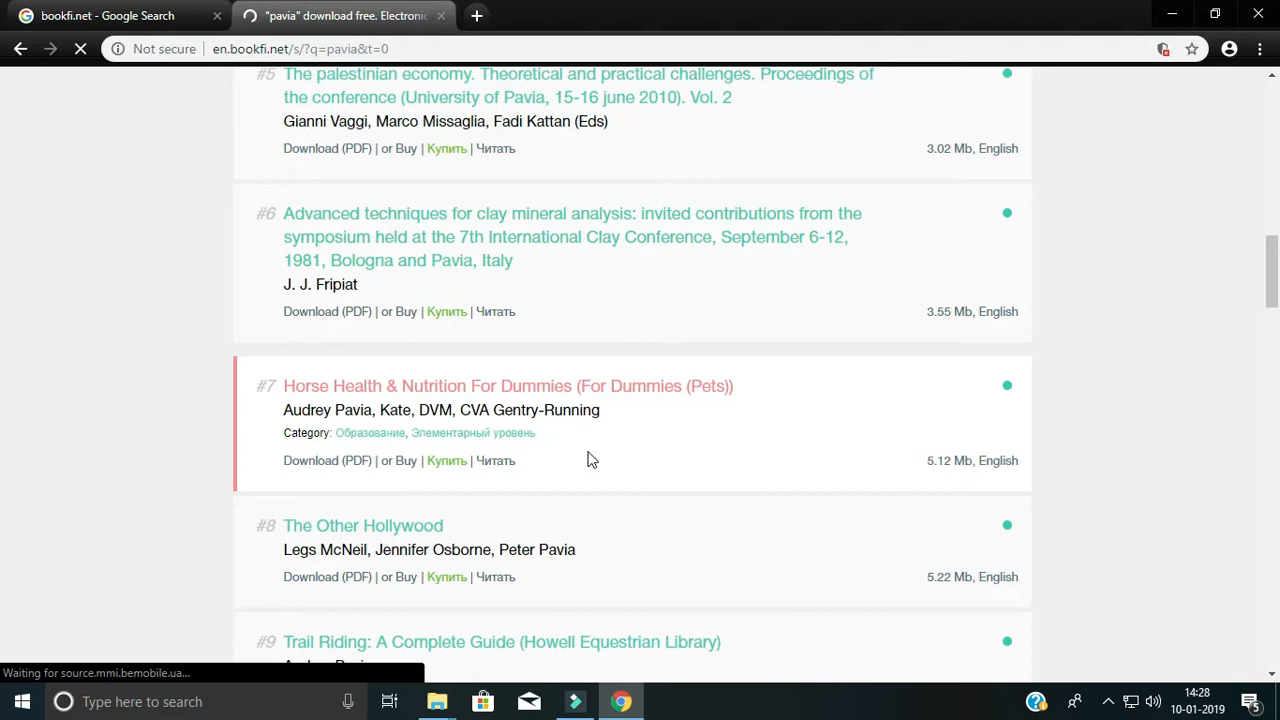 bookfi.net - Google Search
"pavia" download free. Electronic
Not secure
en.bookfi.net/s/?q=pavia&t=0
#5 The palestinian economy. Theoretical and practical challenges. Proceedings of
the conference (University of Pavia, 15-16 june 2010). Vol. 2
Gianni Vaggi, Marco Missaglia, Fadi Kattan (Eds)
Download (PDF) | or Buy | Купить | Читать
3.02 Mb, English
#6 Advanced techniques for clay mineral analysis: invited contributions from the
symposium held at the 7th International Clay Conference, September 6-12,
1981, Bologna and Pavia, Italy
J. J. Fripiat
Download (PDF) | or Buy | Купить | Читать
3.55 Mb, English
#7 Horse Health & Nutrition For Dummies (For Dummies (Pets))
Audrey Pavia, Kate, DVM, CVA Gentry-Running
Category: Образование, Элементарный уровень
Download (PDF) | or Buy | Купить | Читать
5.12 Mb, English
#8 The Other Hollywood
Legs McNeil, Jennifer Osborne, Peter Pavia
Download (PDF) | or Buy | Купить | Читать
5.22 Mb, English
#9 Trail Riding: A Complete Guide (Howell Equestrian Library)
Waiting for source.mmi.bemobile.ua...
Type here to search
14:28
10-01-2019
5